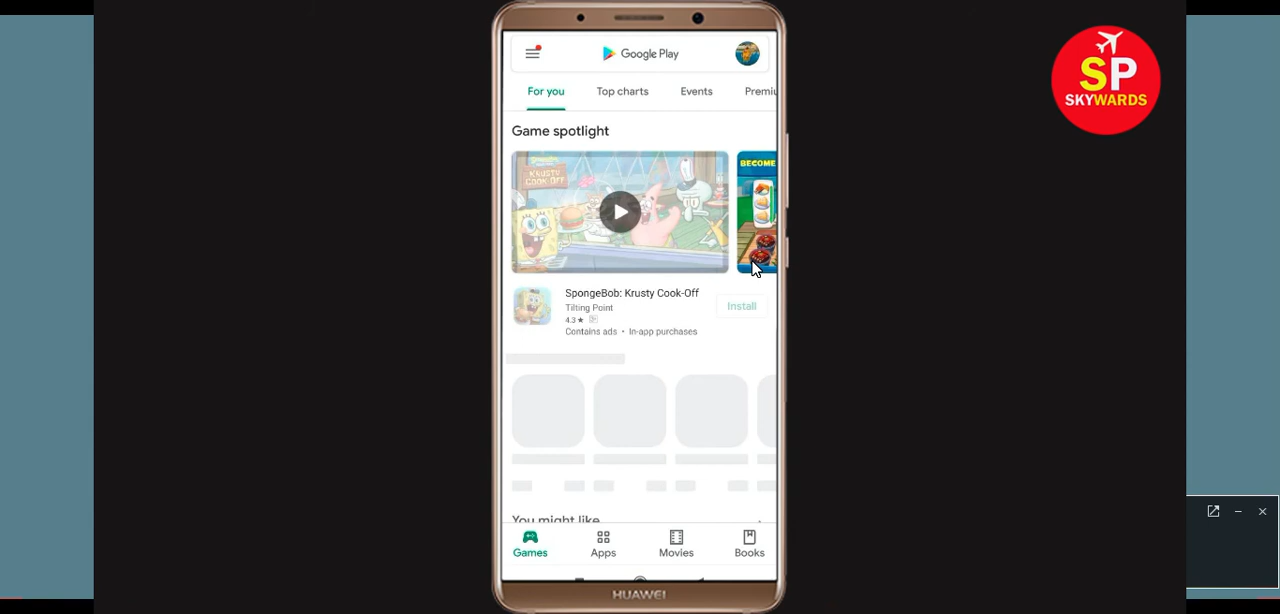 Google Play
SP
SKYWARDS
For you
Top charts
Events
Game spotlight
KRUSTY
COOK-OFF
BECOME
SpongeBob: Krusty Cook-Off
Tilting Point
Install
4.3 ★
Contains ads • In-app purchases
You might like
Games
Apps
Movies
Books
HUAWEI